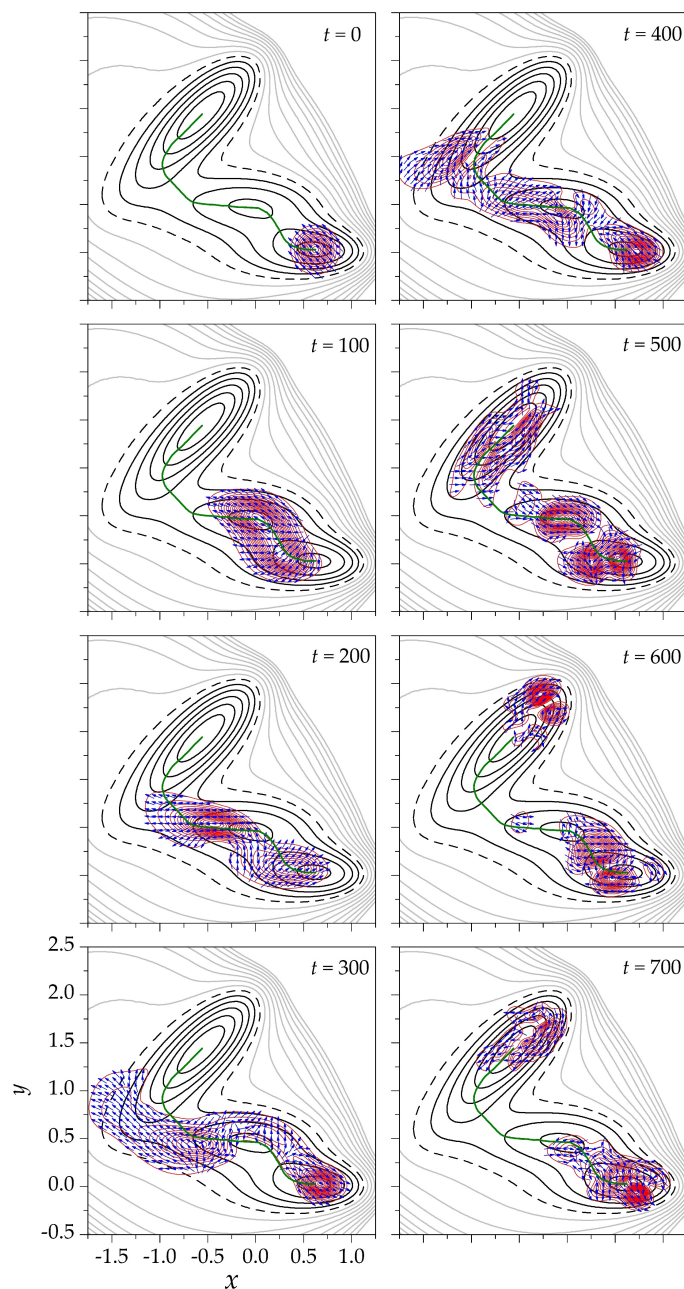 t = 0
t = 400
t = 100
t = 500
t = 200
t = 600
t = 300
t = 700
2.5
2.0
1.5
1.0
0.5
0.0
-0.5
y
-1.5 -1.0 -0.5 0.0 0.5 1.0
x